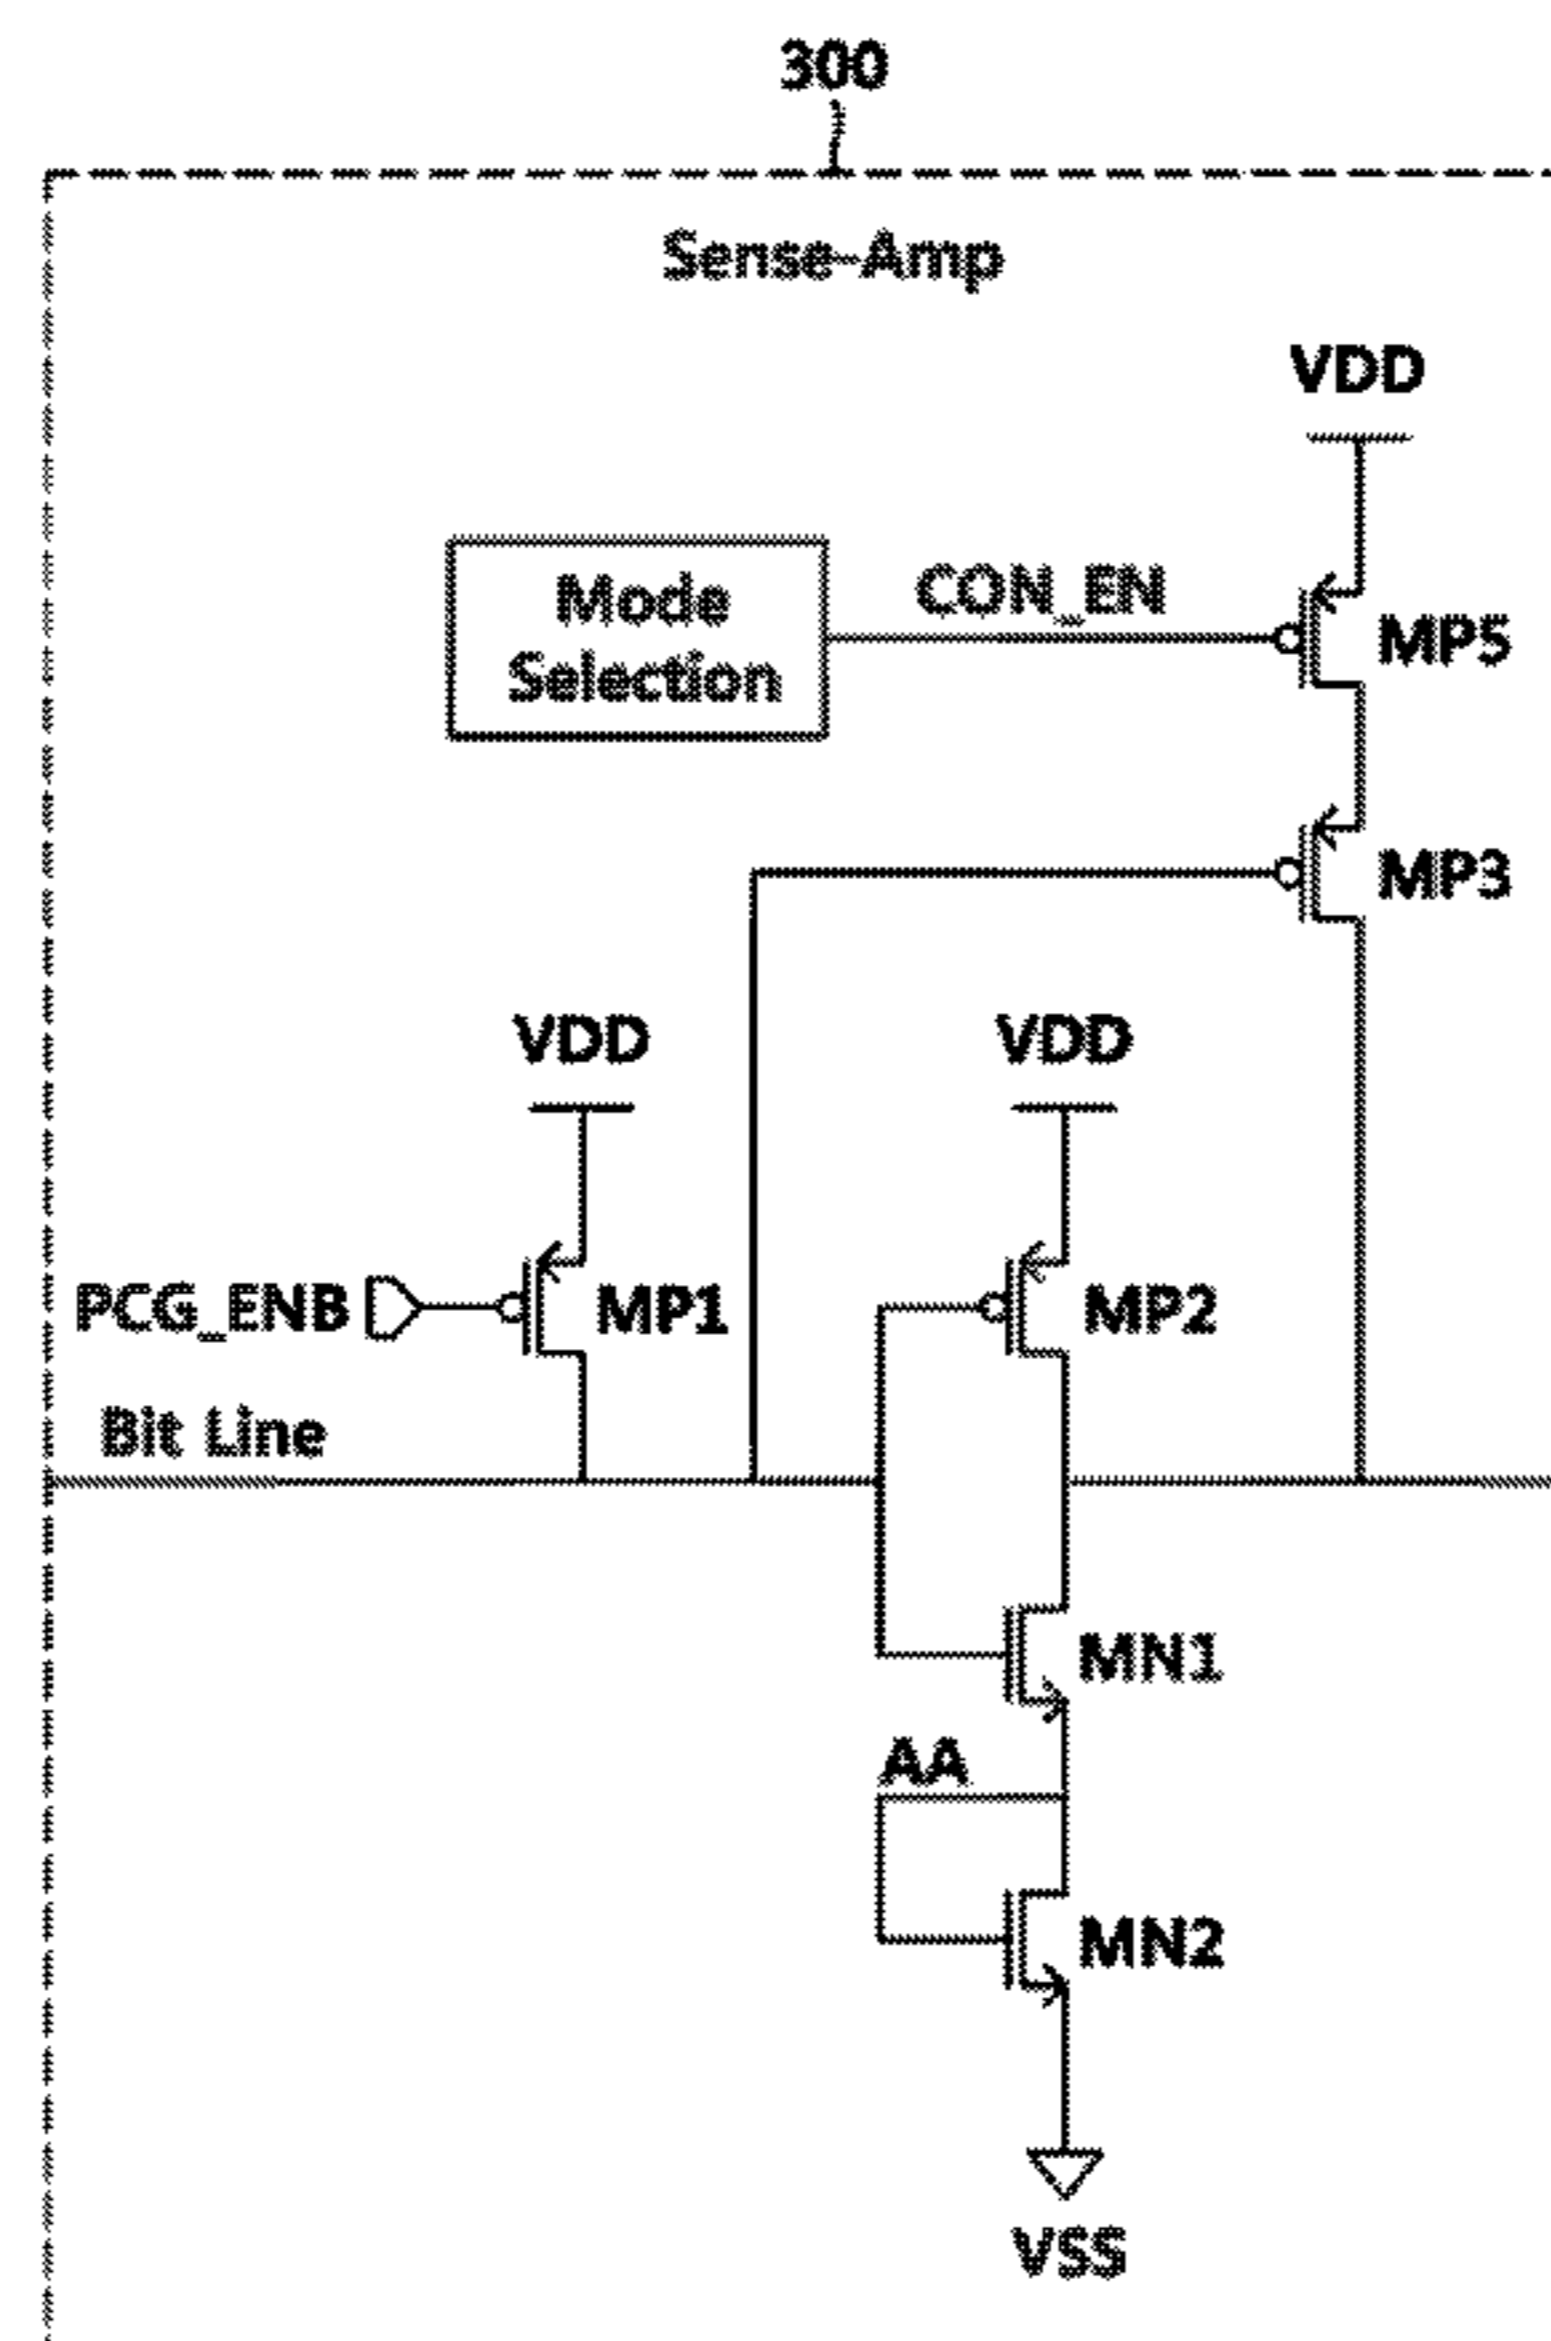 300
Sense-Amp
VDD
Mode
Selection
CON_EN
MP5
MP3
VDD
VDD
PCG_ENB
MP1
MP2
Bit Line
MN1
AA
MN2
VSS